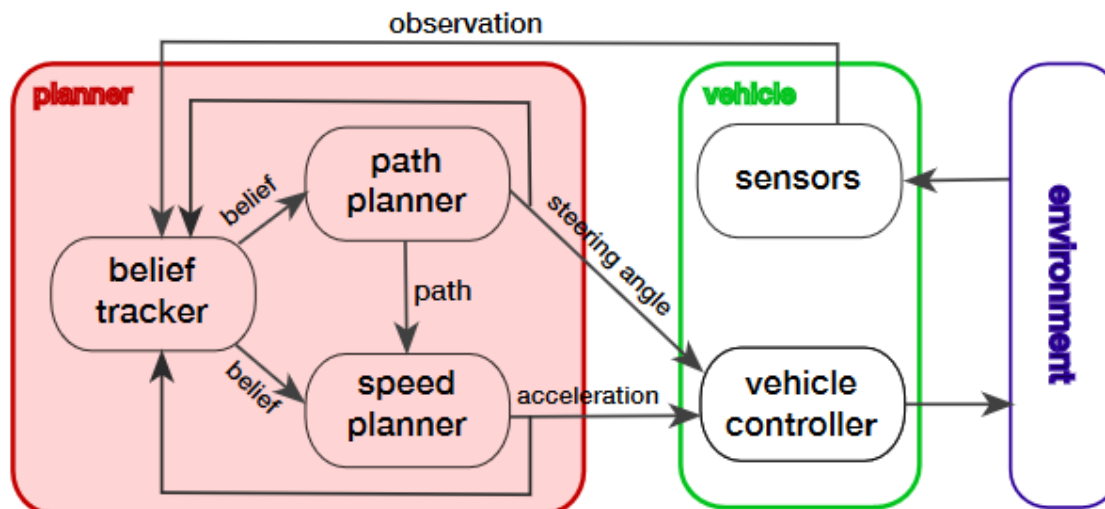 observation
planner
vehicle
path
planner
sensors
belief
steering angle
environment
belief
tracker
path
belief
speed
planner
acceleration
vehicle
controller